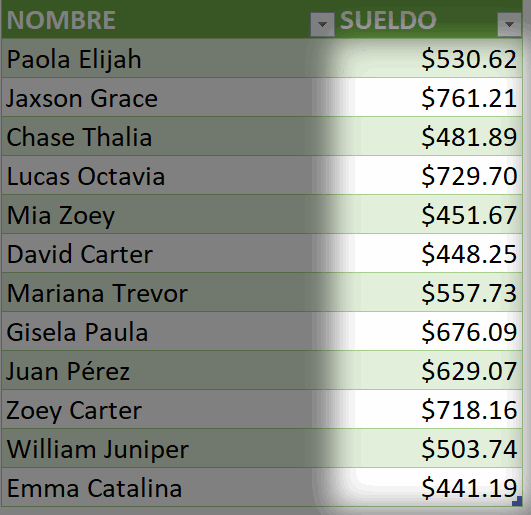 NOMBRE SUELDO
Paola Elijah $530.62
Jaxson Grace $761.21
Chase Thalia $481.89
Lucas Octavia $729.70
Mia Zoey $451.67
David Carter $448.25
Mariana Trevor $557.73
Gisela Paula $676.09
Juan Pérez $629.07
Zoey Carter $718.16
William Juniper $503.74
Emma Catalina $441.19